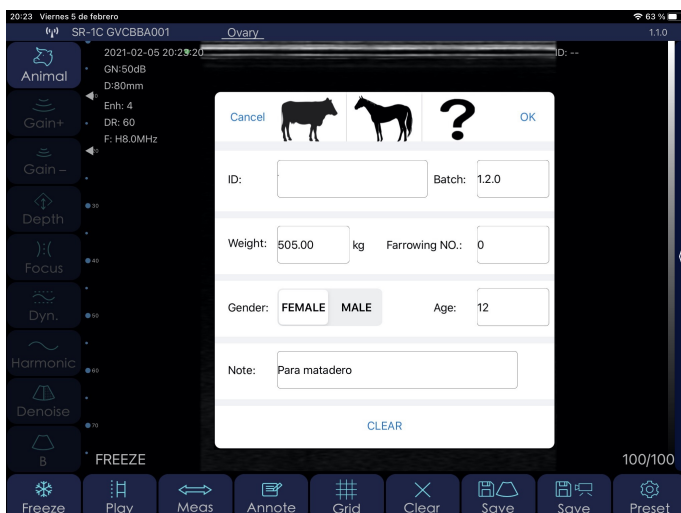 20:23 Viernes 5 de febrero 63 %
SR-1C GVCBBA001 Ovary 1.1.0
Animal
2021-02-05 20:23:20
ID: --
GN:50dB
D:80mm
Enh: 4
DR: 60
F: H8.0MHz
Gain+
Gain –
Depth
Focus
Dyn.
Harmonic
Denoise
B
20
30
40
50
60
70
Cancel ? OK
ID: Batch: 1.2.0
Weight: 505.00 kg Farrowing NO.: 0
Gender: FEMALE MALE Age: 12
Note: Para matadero
CLEAR
FREEZE 100/100
Freeze Play Meas Annote Grid Clear Save Save Preset